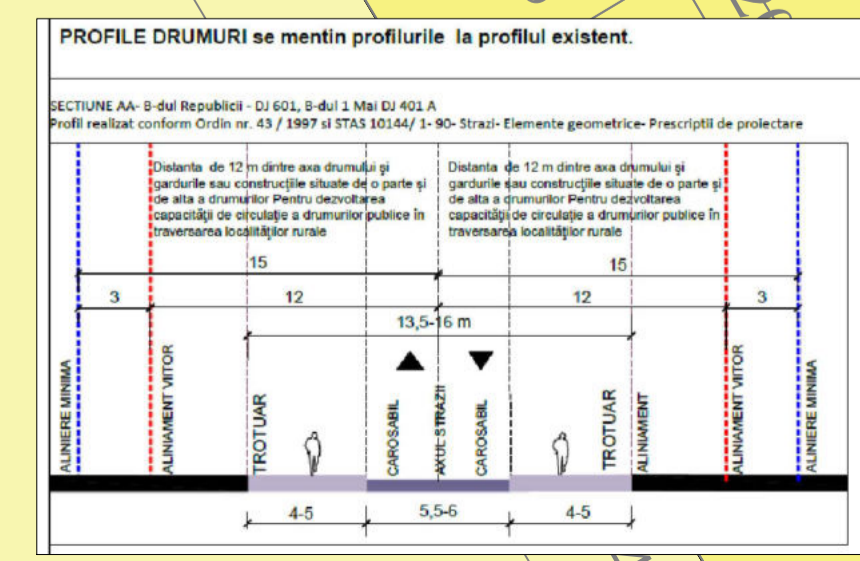 PROFILE DRUMURI se mentin profilurile la profilul existent.
SECTIUNE AA- B-dul Republicii - DJ 601, B-dul 1 Mai DJ 401 A
Profil realizat conform Ordin nr. 43 / 1997 si STAS 10144/ 1- 90- Strazi- Elemente geometrice- Prescriptii de proiectare
Distanta de 12 m dintre axa drumului şi
gardurile sau construcţiile situate de o parte şi
de alta a drumurilor Pentru dezvoltarea
capacităţii de circulaţie a drumurilor publice în
traversarea localităţilor rurale
Distanta de 12 m dintre axa drumului şi
gardurile sau construcţiile situate de o parte şi
de alta a drumurilor Pentru dezvoltarea
capacităţii de circulaţie a drumurilor publice în
traversarea localităţilor rurale
15
15
3
12
12
3
13,5-16 m
ALINIERE MINIMA
ALINIAMENT VIITOR
TROTUAR
CAROSABIL
AXUL STRAZII
CAROSABIL
TROTUAR
ALINIAMENT
ALINIAMENT VIITOR
ALINIERE MINIMA
4-5
5,5-6
4-5